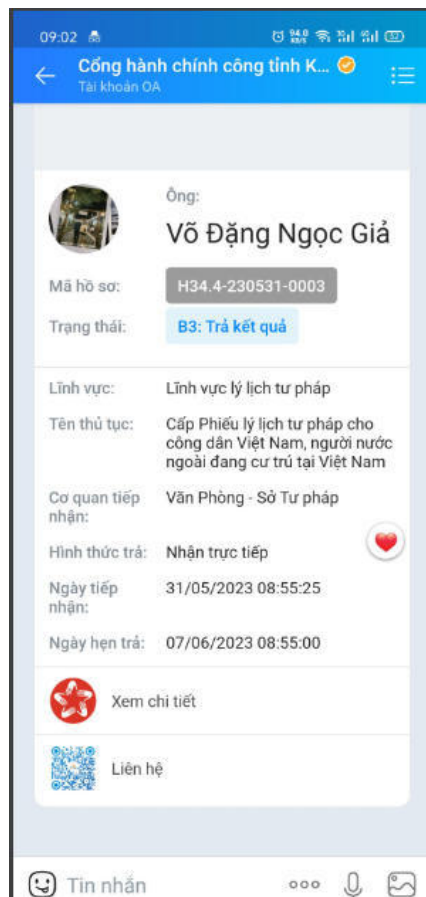 09:02
94.0
KB/S
57
Cổng hành chính công tỉnh K...
Tài khoản OA
Ông:
Võ Đặng Ngọc Giả
Mã hồ sơ:
H34.4-230531-0003
Trạng thái:
B3: Trả kết quả
Lĩnh vực:
Lĩnh vực lý lịch tư pháp
Tên thủ tục:
Cấp Phiếu lý lịch tư pháp cho
công dân Việt Nam, người nước
ngoài đang cư trú tại Việt Nam
Cơ quan tiếp
nhận:
Văn Phòng - Sở Tư pháp
Hình thức trả:
Nhận trực tiếp
Ngày tiếp
nhận:
31/05/2023 08:55:25
Ngày hẹn trả:
07/06/2023 08:55:00
Xem chi tiết
Liên hệ
Tin nhắn